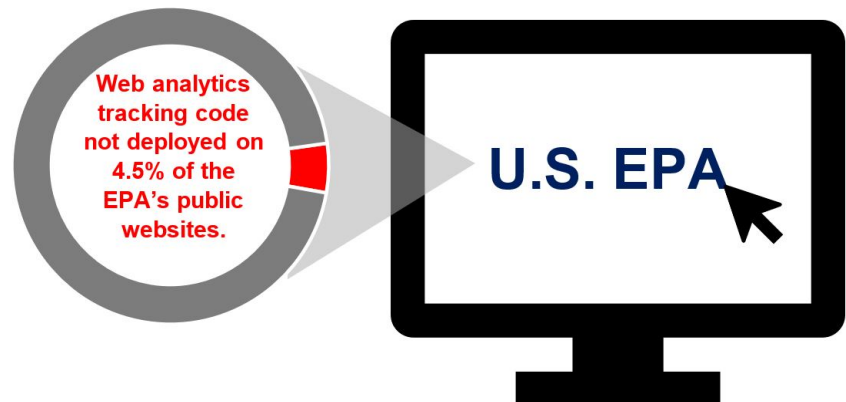 Web analytics
tracking code
not deployed on
4.5% of the
EPA's public
websites.
U.S. EPA